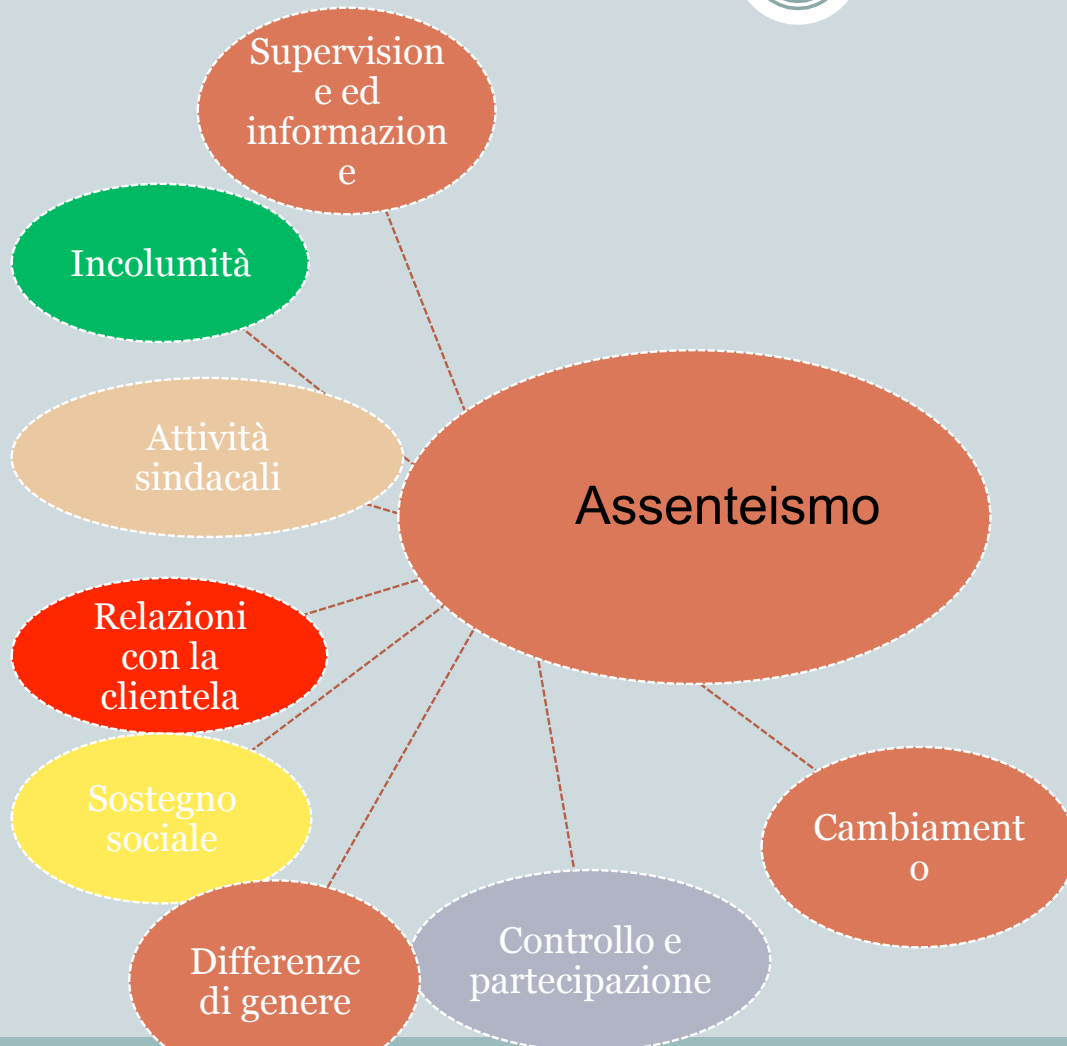 Supervision
e ed
informazion
e
Incolumità
Attività
sindacali
Assenteismo
Relazioni
con la
clientela
Sostegno
sociale
Cambiament
o
Differenze
di genere
Controllo e
partecipazione